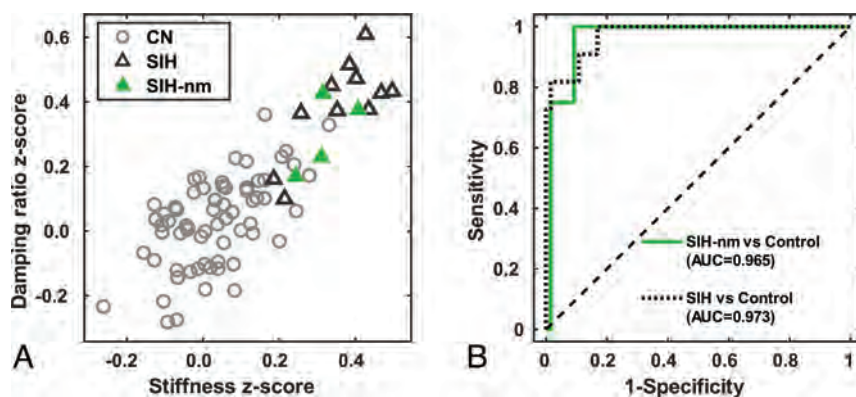 CN
SIH
SIH-nm
0.6
0.4
0.2
0.0
-0.2
-0.2
0.0
0.2
0.4
Damping ratio z-score
Stiffness z-score
A
1
0.8
0.6
0.4
0.2
0
0
0.2
0.4
0.6
0.8
1
Sensitivity
1-Specificity
SIH-nm vs Control
(AUC=0.965)
SIH vs Control
(AUC=0.973)
B